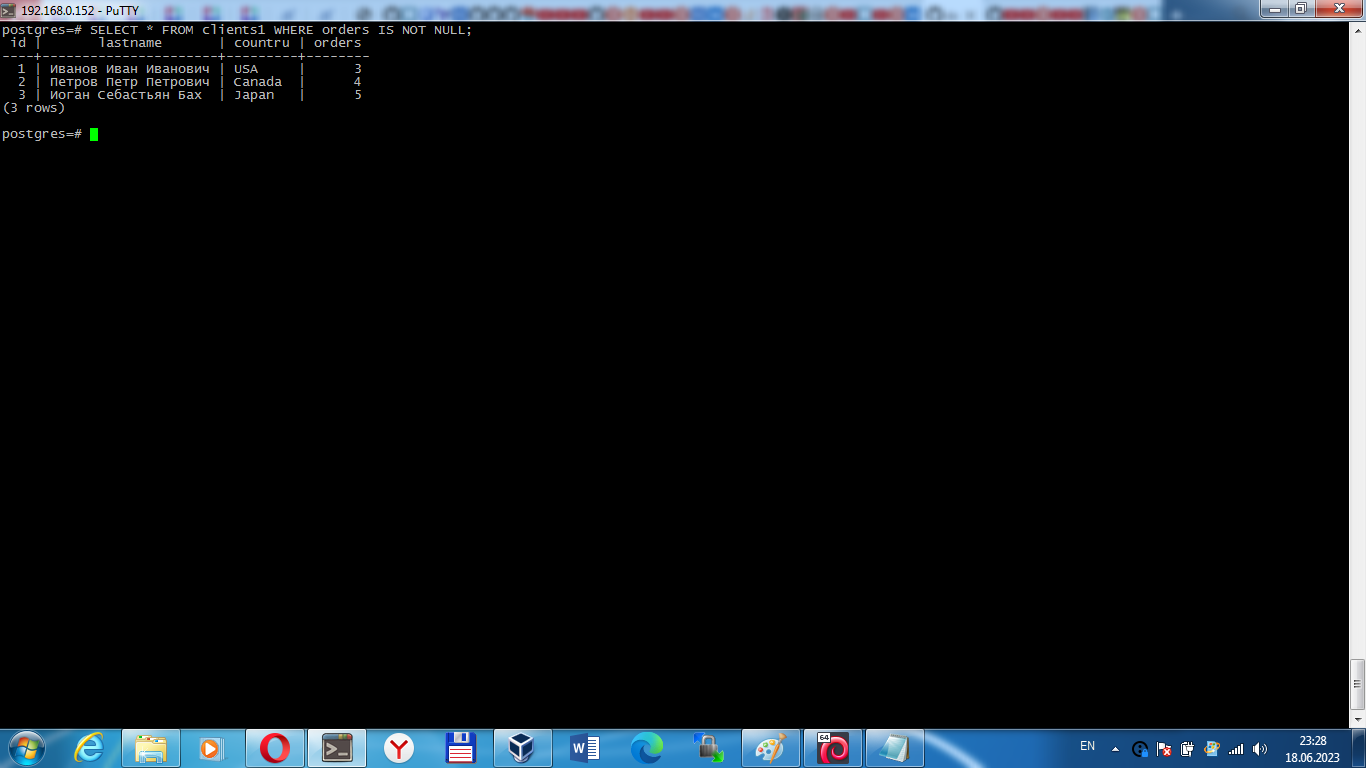 192.168.0.152 - PuTTY
postgres=# SELECT * FROM clients1 WHERE orders IS NOT NULL;
 id |       lastname       | countru | orders
----+----------------------+---------+--------
  1 | Иванов Иван Иванович | USA     |      3
  2 | Петров Петр Петрович | Canada  |      4
  3 | Иоган Себастьян Бах  | Japan   |      5
(3 rows)
postgres=#
64
EN
23:28
18.06.2023